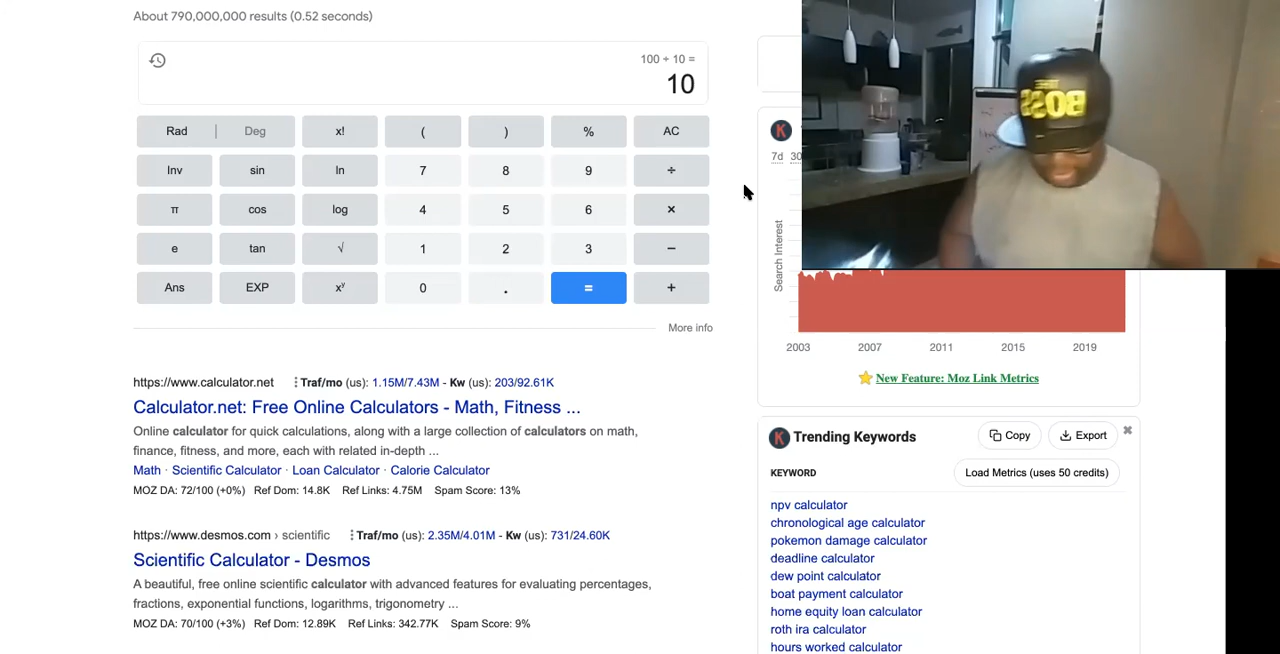 About 790,000,000 results (0.52 seconds)
100 ÷ 10 =
10
Rad | Deg x! ( ) % AC
Inv sin ln 7 8 9 ÷
π cos log 4 5 6 ×
e tan √ 1 2 3 −
Ans EXP xʸ 0 . = +
More info
https://www.calculator.net Traf/mo (us): 1.15M/7.43M - Kw (us): 203/92.61K
Calculator.net: Free Online Calculators - Math, Fitness ...
Online calculator for quick calculations, along with a large collection of calculators on math,
finance, fitness, and more, each with related in-depth ...
Math · Scientific Calculator · Loan Calculator · Calorie Calculator
MOZ DA: 72/100 (+0%) Ref Dom: 14.8K Ref Links: 4.75M Spam Score: 13%
https://www.desmos.com › scientific Traf/mo (us): 2.35M/4.01M - Kw (us): 731/24.60K
Scientific Calculator - Desmos
A beautiful, free online scientific calculator with advanced features for evaluating percentages,
fractions, exponential functions, logarithms, trigonometry ...
MOZ DA: 70/100 (+3%) Ref Dom: 12.89K Ref Links: 342.77K Spam Score: 9%
K
7d 30
Search Interest
2003 2007 2011 2015 2019
New Feature: Moz Link Metrics
K Trending Keywords Copy Export
KEYWORD Load Metrics (uses 50 credits)
npv calculator
chronological age calculator
pokemon damage calculator
deadline calculator
dew point calculator
boat payment calculator
home equity loan calculator
roth ira calculator
hours worked calculator
THE
BOSS